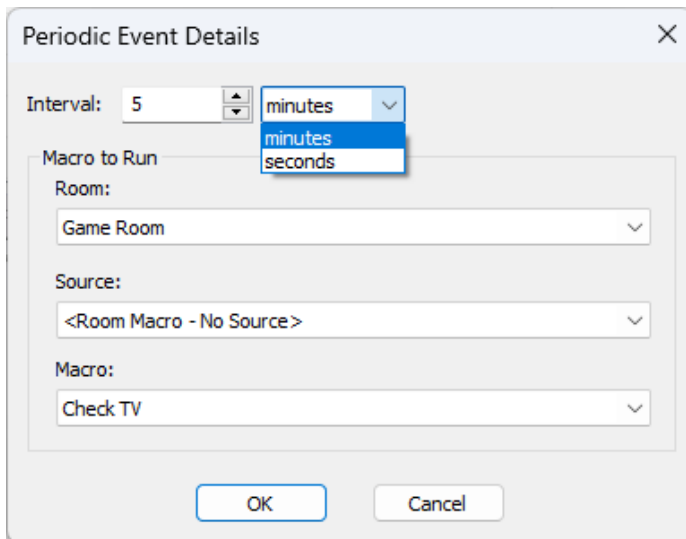 Periodic Event Details
Interval: 5 minutes
minutes
seconds
Macro to Run
Room:
Game Room
Source:
<Room Macro - No Source>
Macro:
Check TV
OK Cancel